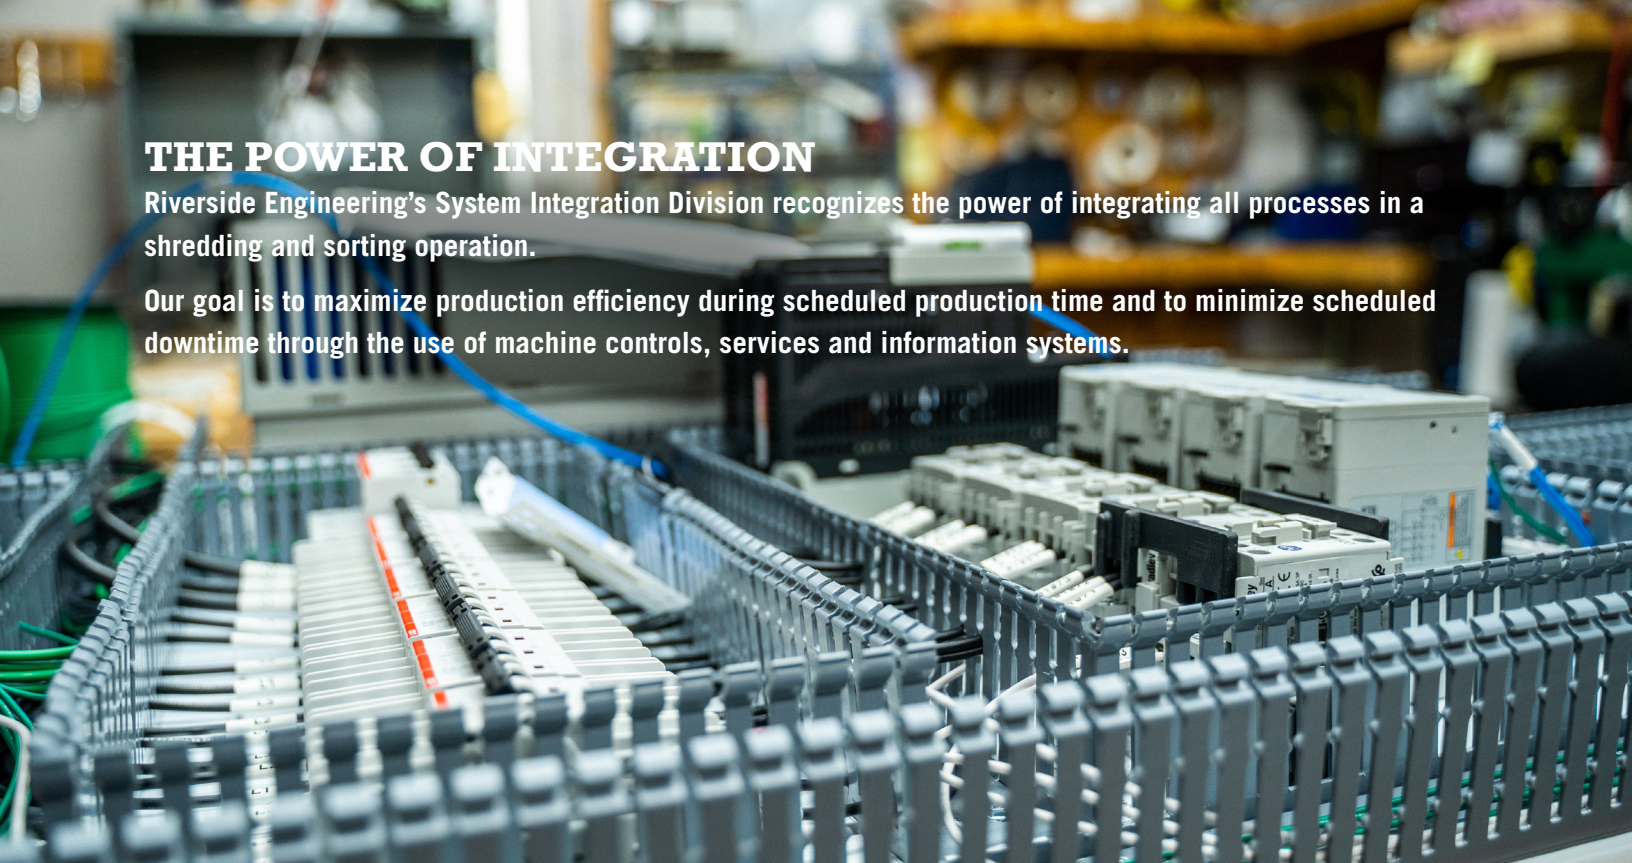 THE POWER OF INTEGRATION
Riverside Engineering’s System Integration Division recognizes the power of integrating all processes in a
shredding and sorting operation.
Our goal is to maximize production efficiency during scheduled production time and to minimize scheduled
downtime through the use of machine controls, services and information systems.